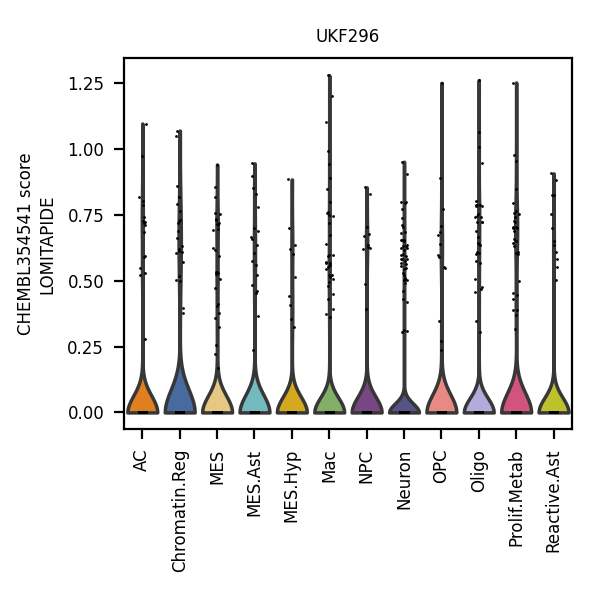 UKF296
CHEMBL354541 score
LOMITAPIDE
1.25
1.00
0.75
0.50
0.25
0.00
AC
Chromatin.Reg
MES
MES.Ast
MES.Hyp
Mac
NPC
Neuron
OPC
Oligo
Prolif.Metab
Reactive.Ast